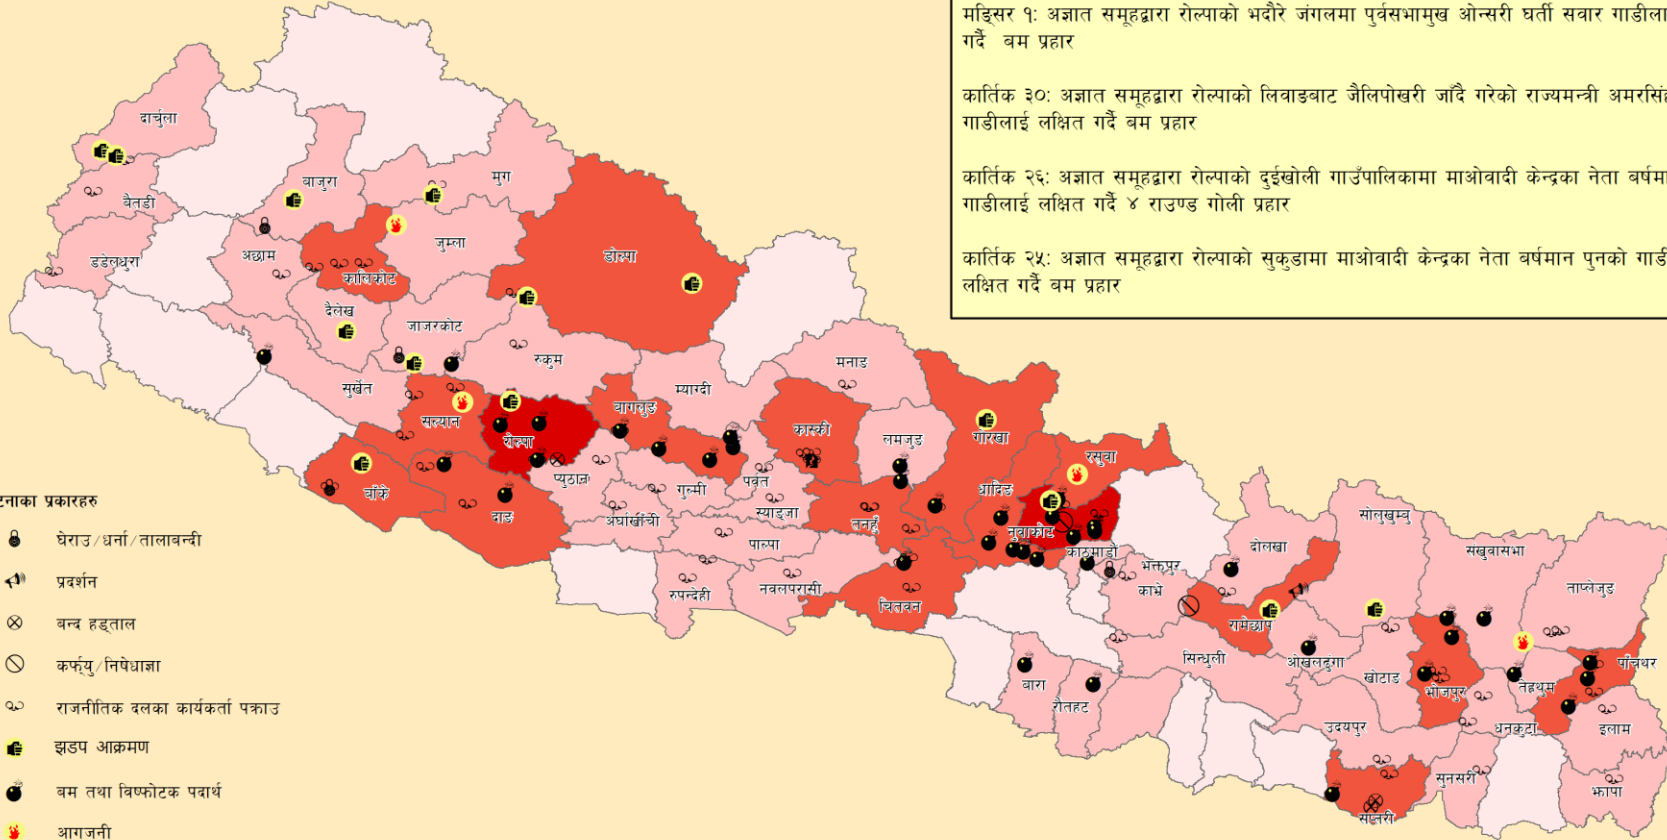 मङ्सिर १: अज्ञात समूहद्वारा रोल्पाको भदौरे जंगलमा पुर्वसभामुख ओन्सरी घर्ती सवार गाडीला
गर्दै बम प्रहार
कार्तिक ३०: अज्ञात समूहद्वारा रोल्पाको लिवाङबाट जैलिपोखरी जाँदै गरेको राज्यमन्त्री अमरसिंह
गाडीलाई लक्षित गर्दै बम प्रहार
कार्तिक २६: अज्ञात समूहद्वारा रोल्पाको दुईखोली गाउँपालिकामा माओवादी केन्द्रका नेता बर्षमा
गाडीलाई लक्षित गर्दै ४ राउण्ड गोली प्रहार
कार्तिक २५: अज्ञात समूहद्वारा रोल्पाको सुकुडामा माओवादी केन्द्रका नेता बर्षमान पुनको गाडी
लक्षित गर्दै बम प्रहार
दार्चुला
बैतडी
डडेलधुरा
बाजुरा
अछाम
मुगु
जुम्ला
कालिकोट
डोल्पा
दैलेख
जाजरकोट
रुकुम
सुर्खेत
सल्यान
रोल्पा
बाँके
दाङ
प्युठान
बागलुङ
म्याग्दी
मनाङ
कास्की
लमजुङ
गोरखा
रसुवा
धादिङ
नुवाकोट
गुल्मी
पर्वत
स्याङ्जा
अर्घाखाँची
पाल्पा
तनहुँ
रुपन्देही
नवलपरासी
चितवन
काठमाडौं
भक्तपुर
काभ्रे
दोलखा
सोलुखुम्बु
संखुवासभा
ताप्लेजुङ
रामेछाप
सिन्धुली
ओखलढुंगा
खोटाङ
भोजपुर
तेह्रथुम
पाँचथर
बारा
रौतहट
उदयपुर
धनकुटा
इलाम
सुनसरी
झापा
सप्तरी
टनाका प्रकारहरु
घेराउ/धर्ना/तालाबन्दी
प्रदर्शन
बन्द हड्ताल
कर्फ्यु/निषेधाज्ञा
राजनीतिक दलका कार्यकर्ता पक्राउ
झडप आक्रमण
बम तथा विष्फोटक पदार्थ
आगजनी